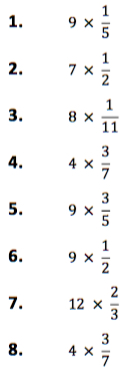 1. 9 × 1/5
2. 7 × 1/2
3. 8 × 1/11
4. 4 × 3/7
5. 9 × 3/5
6. 9 × 1/2
7. 12 × 2/3
8. 4 × 3/7